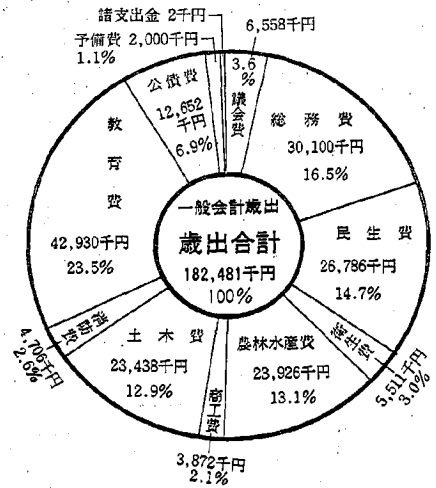 諸支出金 2千円
予備費 2,000千円
1.1%
6,558千円
3.6
%
議会費
総務費
30,100千円
16.5%
民生費
26,786千円
14.7%
衛生費
5,511千円
3.0%
農林水産費
23,926千円
13.1%
商工費
3,872千円
2.1%
土木費
23,438千円
12.9%
消防費
4,706千円
2.6%
教育費
42,930千円
23.5%
公債費
12,652
千円
6.9%
一般会計歳出
歳出合計
182,481千円
100%